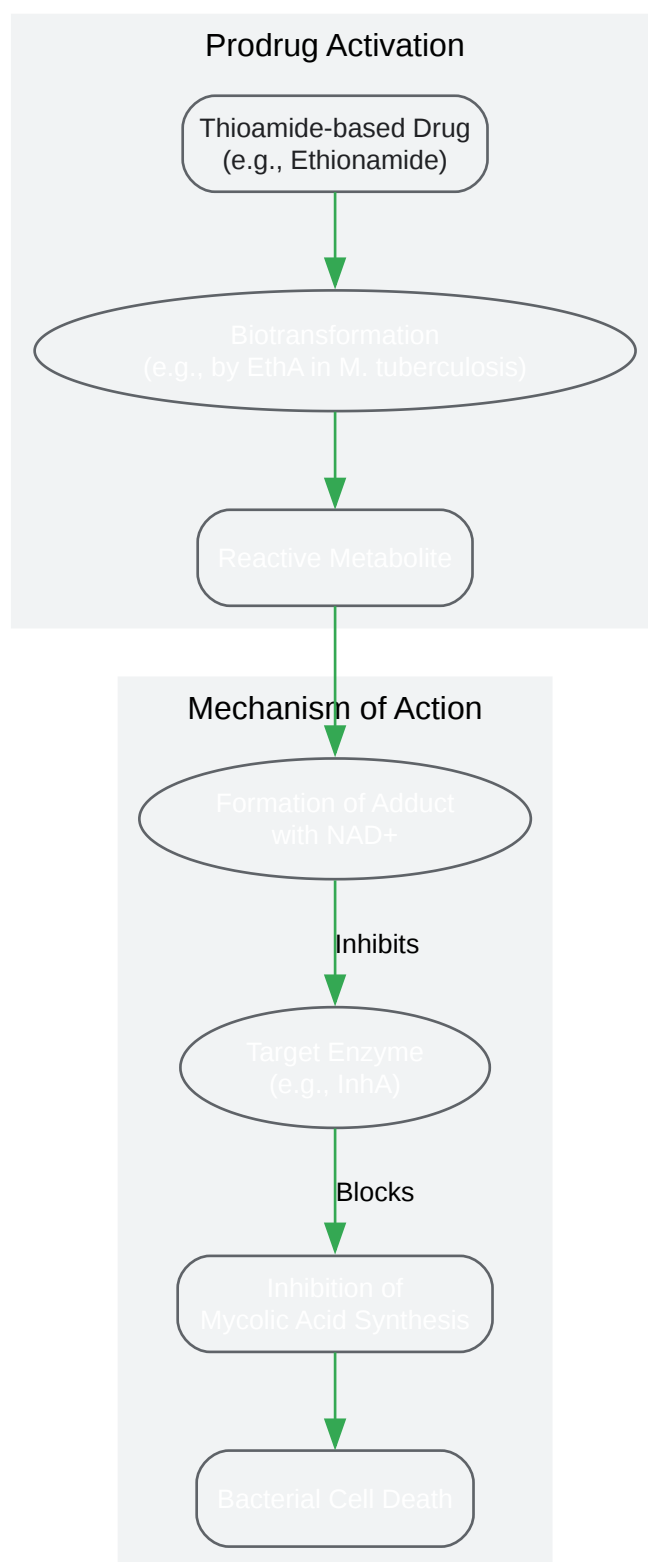 Prodrug Activation
Thioamide-based Drug
(e.g., Ethionamide)
Biotransformation
(e.g., by EthA in M. tuberculosis)
Reactive Metabolite
Mechanism of Action
Formation of Adduct
with NAD+
Inhibits
Target Enzyme
(e.g., InhA)
Blocks
Inhibition of
Mycolic Acid Synthesis
Bacterial Cell Death